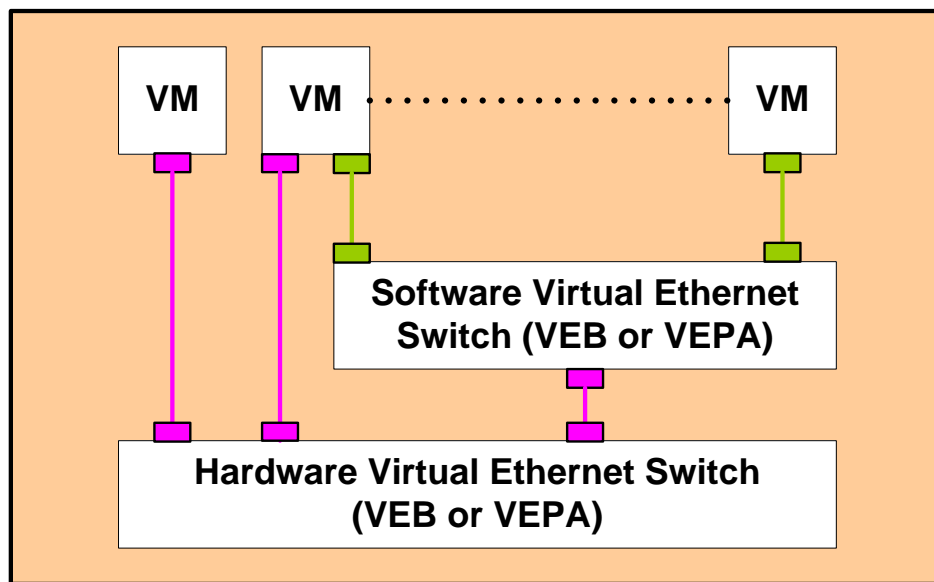 VM
VM
VM
Software Virtual Ethernet
Switch (VEB or VEPA)
Hardware Virtual Ethernet Switch
(VEB or VEPA)